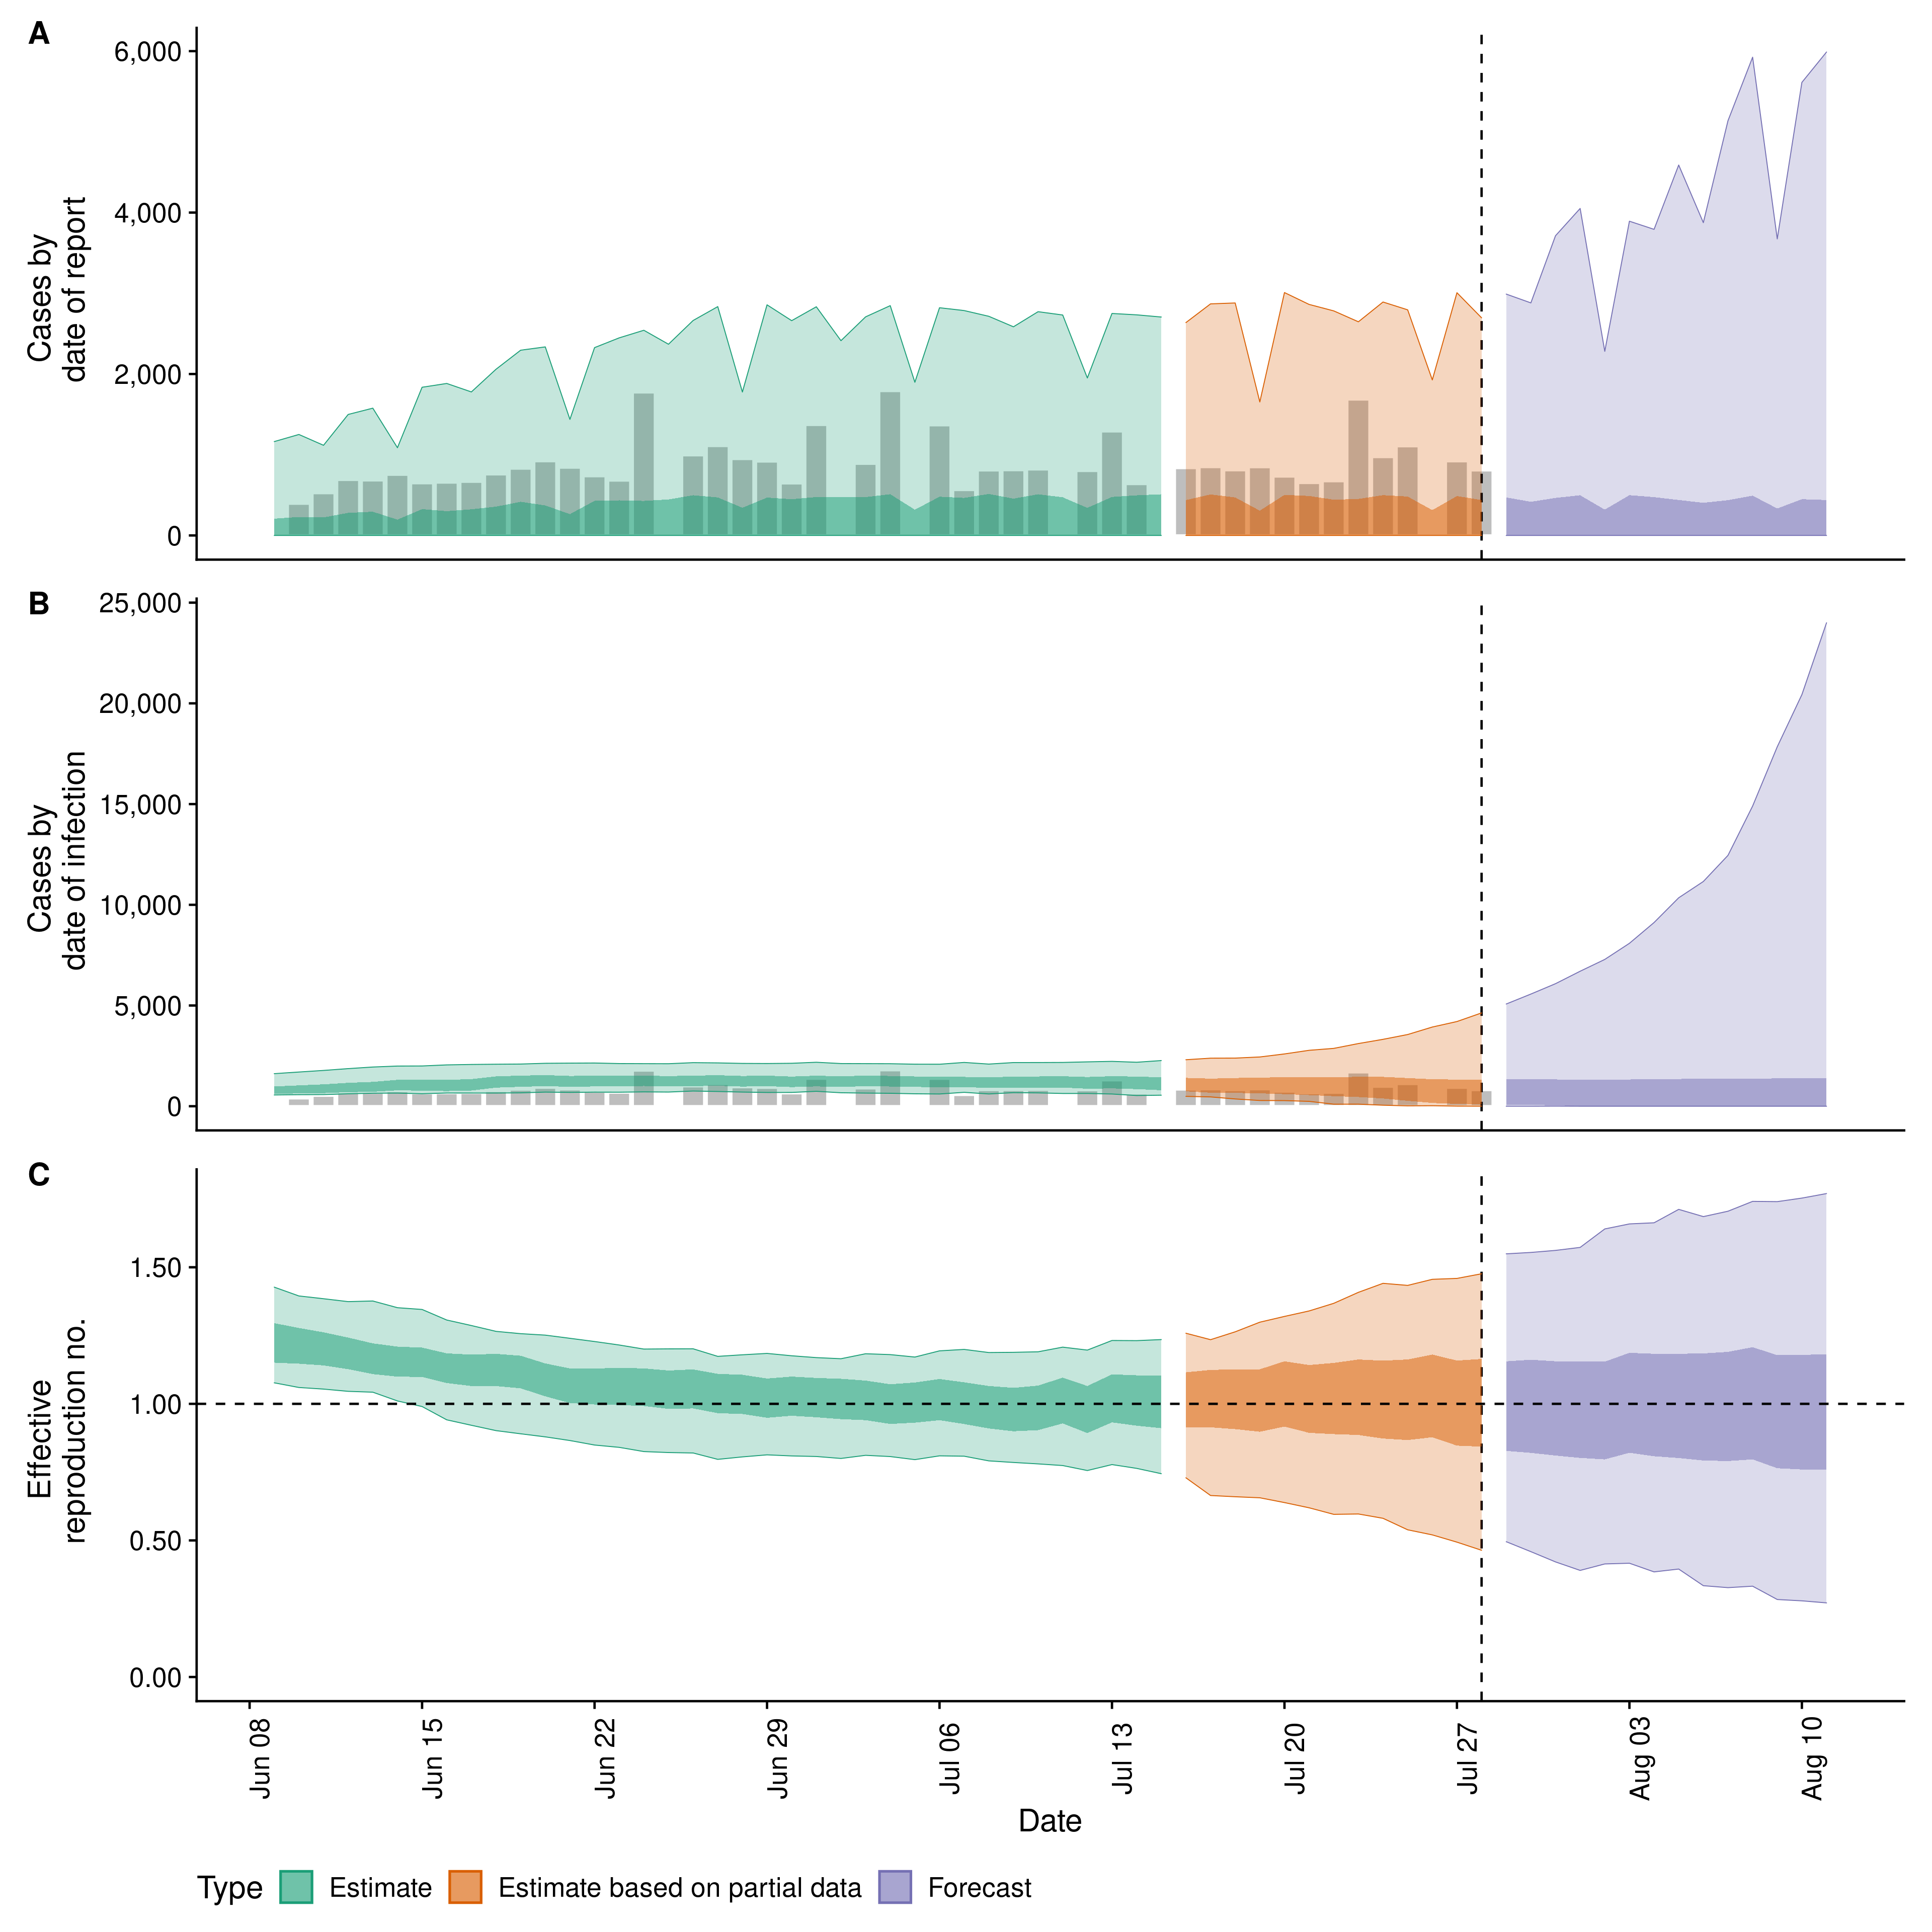 A
6,000
4,000
2,000
0
Cases by
date of report
B
25,000
20,000
15,000
10,000
5,000
0
Cases by
date of infection
C
1.50
1.00
0.50
0.00
Effective
reproduction no.
Jun 08
Jun 15
Jun 22
Jun 29
Jul 06
Jul 13
Jul 20
Jul 27
Aug 03
Aug 10
Date
Type Estimate Estimate based on partial data Forecast